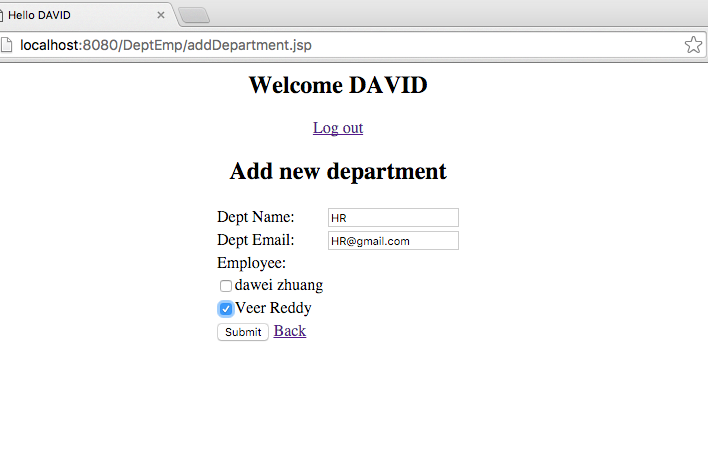 Hello DAVID
localhost:8080/DeptEmp/addDepartment.jsp
Welcome DAVID
Log out
Add new department
Dept Name: HR
Dept Email: HR@gmail.com
Employee:
dawei zhuang
Veer Reddy
Submit Back